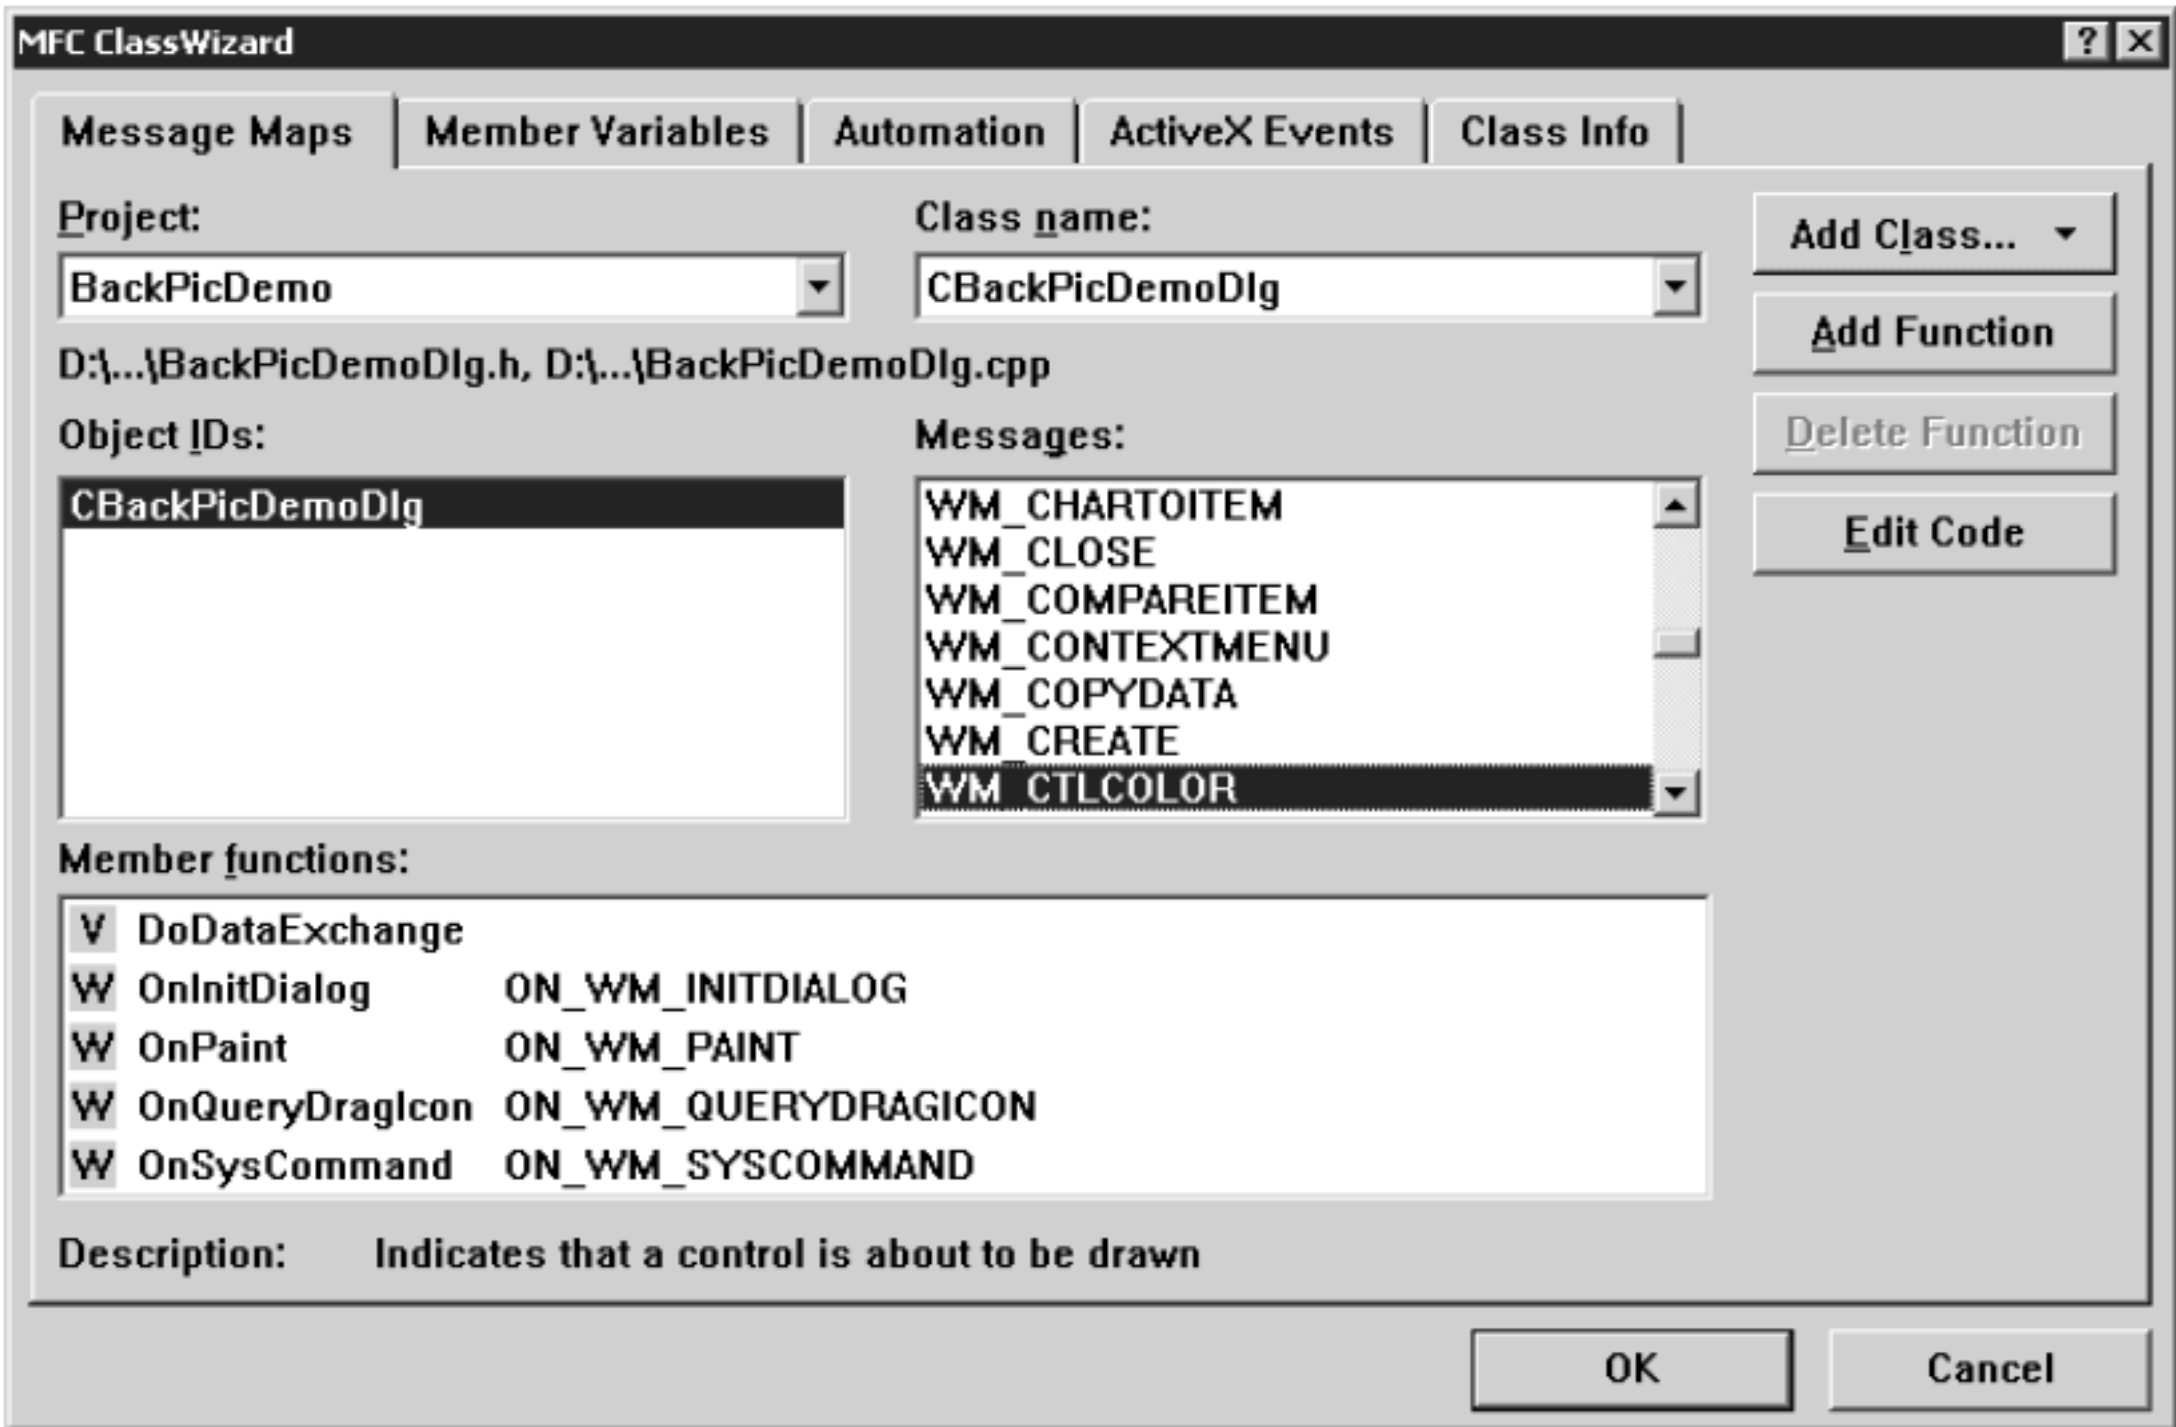 MFC ClassWizard
Message Maps Member Variables Automation ActiveX Events Class Info
Project: Class name:
Add Class...
BackPicDemo CBackPicDemoDlg
Add Function
D:\...\BackPicDemoDlg.h, D:\...\BackPicDemoDlg.cpp
Object IDs: Messages:
Delete Function
CBackPicDemoDlg
WM_CHARTOITEM
Edit Code
WM_CLOSE
WM_COMPAREITEM
WM_CONTEXTMENU
WM_COPYDATA
WM_CREATE
WM_CTLCOLOR
Member functions:
V DoDataExchange
W OnInitDialog ON_WM_INITDIALOG
W OnPaint ON_WM_PAINT
W OnQueryDragIcon ON_WM_QUERYDRAGICON
W OnSysCommand ON_WM_SYSCOMMAND
Description: Indicates that a control is about to be drawn
OK Cancel